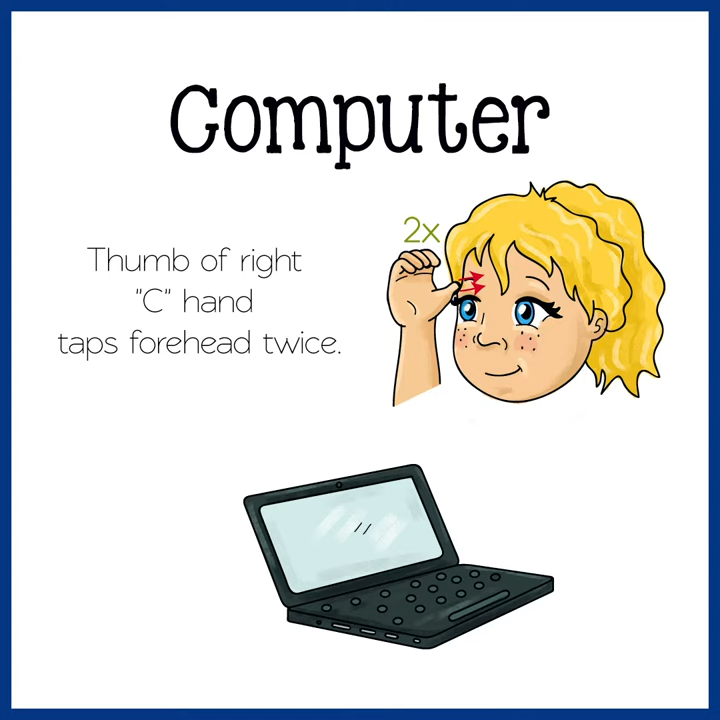 Computer
2x
Thumb of right
"C" hand
taps forehead twice.